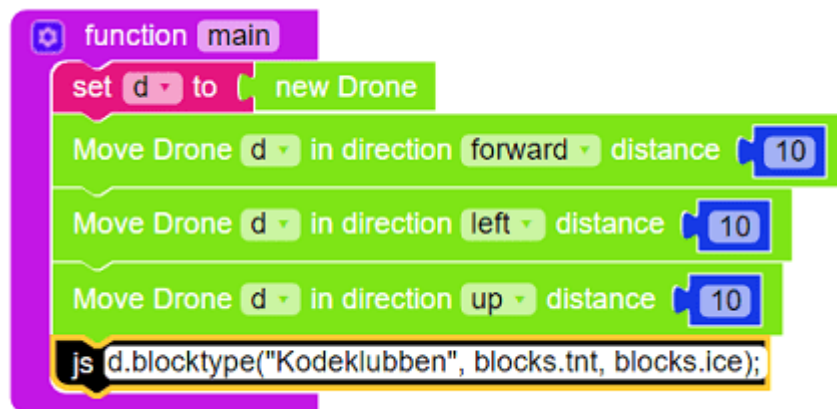 function main
set d to new Drone
Move Drone d in direction forward distance 10
Move Drone d in direction left distance 10
Move Drone d in direction up distance 10
js d.blocktype("Kodeklubben", blocks.tnt, blocks.ice);